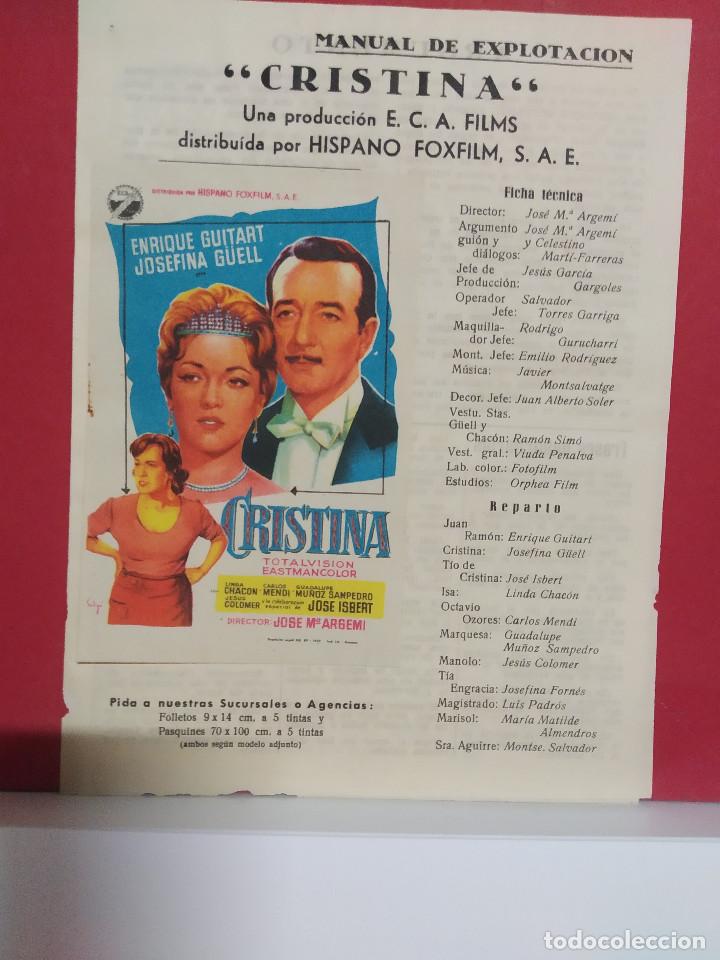 MANUAL DE EXPLOTACION
“CRISTINA“
Una producción E. C. A. FILMS
distribuída por HISPANO FOXFILM, S. A. E.
DISTRIBUIDA POR HISPANO FOXFILM, S.A.E.
ENRIQUE GUITART
JOSEFINA GÜELL
CRISTINA
TOTALVISION
EASTMANCOLOR
LINDA CARLOS GUADALUPE
CHACON MENDI MUÑOZ SAMPEDRO
JESUS
COLOMER y la colaboracion especial de JOSE ISBERT
DIRECTOR: JOSE Mª ARGEMI
Pida a nuestras Sucursales o Agencias:
Folletos 9 x 14 cm. a 5 tintas y
Pasquines 70 x 100 cm. a 5 tintas
(ambos según modelo adjunto)
Ficha técnica
Director: José M.ª Argemí
Argumento José M.ª Argemí
guión y y Celestino
diálogos: Martí-Farreras
Jefe de Jesús García
Producción: Gargoles
Operador Salvador
Jefe: Torres Garriga
Maquilla- Rodrigo
dor Jefe: Gurucharri
Mont. Jefe: Emilio Rodríguez
Música: Javier
Montsalvatge
Decor. Jefe: Juan Alberto Soler
Vestu. Stas.
Güell y
Chacón: Ramón Simó
Vest. gral.: Viuda Penalva
Lab. color.: Fotofilm
Estudios: Orphea Film
Reparto
Juan
Ramón: Enrique Guitart
Cristina: Josefina Güell
Tío de
Cristina: José Isbert
Isa: Linda Chacón
Octavio
Ozores: Carlos Mendi
Marquesa: Guadalupe
Muñoz Sampedro
Manolo: Jesús Colomer
Tía
Engracia: Josefina Fornés
Magistrado: Luis Padrós
Marisol: María Matilde
Almendros
Sra. Aguirre: Montse. Salvador
todocoleccion